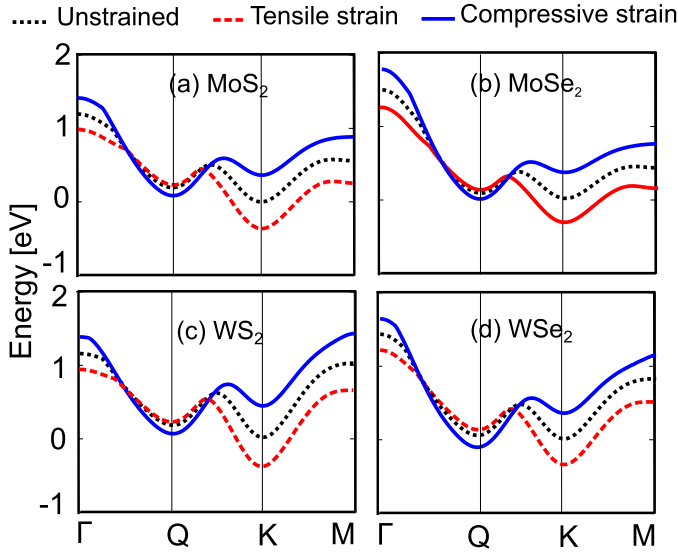 Unstrained Tensile strain Compressive strain
2
(a) MoS₂ (b) MoSe₂
1
0
-1
Energy [eV]
2
(c) WS₂ (d) WSe₂
1
0
-1
Γ Q K M Γ Q K M